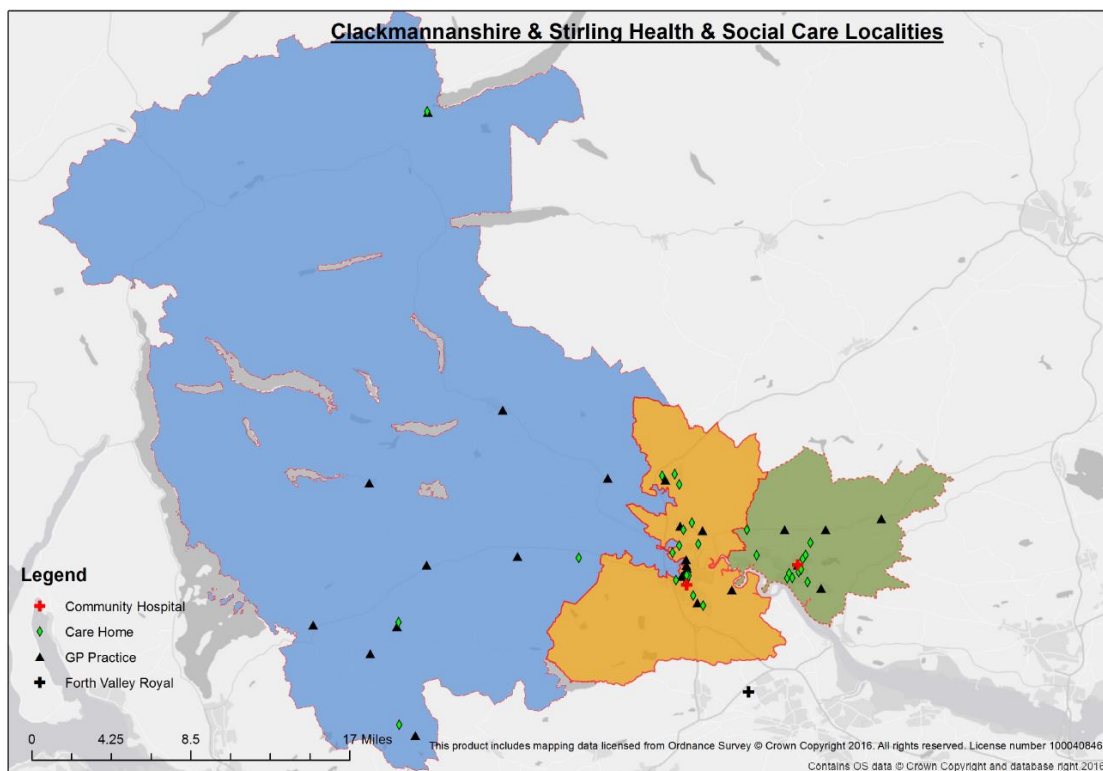 Clackmannanshire & Stirling Health & Social Care Localities
Legend
Community Hospital
Care Home
GP Practice
Forth Valley Royal
0 4.25 8.5 17 Miles
This product includes mapping data licensed from Ordnance Survey © Crown Copyright 2016. All rights reserved. License number 100040846
Contains OS data © Crown Copyright and database right 2016